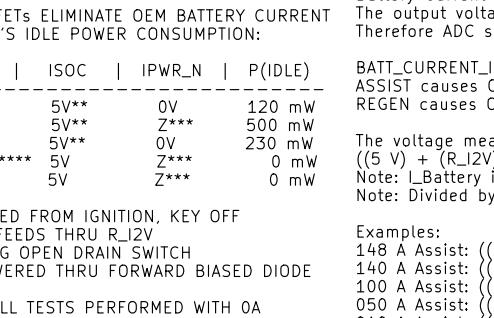 FETs ELIMINATE OEM BATTERY CURRENT
'S IDLE POWER CONSUMPTION:
| ISOC | IPWR_N | P(IDLE)
--------------------------------
5V** 0V 120 mW
5V** Z*** 500 mW
5V** 0V 230 mW
**** 5V Z*** 0 mW
5V Z*** 0 mW
ED FROM IGNITION, KEY OFF
FEEDS THRU R_I2V
G OPEN DRAIN SWITCH
WERED THRU FORWARD BIASED DIODE
LL TESTS PERFORMED WITH 0A
The output volta
Therefore ADC s
BATT_CURRENT_I
ASSIST causes
REGEN causes
The voltage mea
((5 V) + (R_I2V)
Note: I_Battery i
Note: Divided by
Examples:
148 A Assist: ((
140 A Assist: ((
100 A Assist: ((
050 A Assist: ((